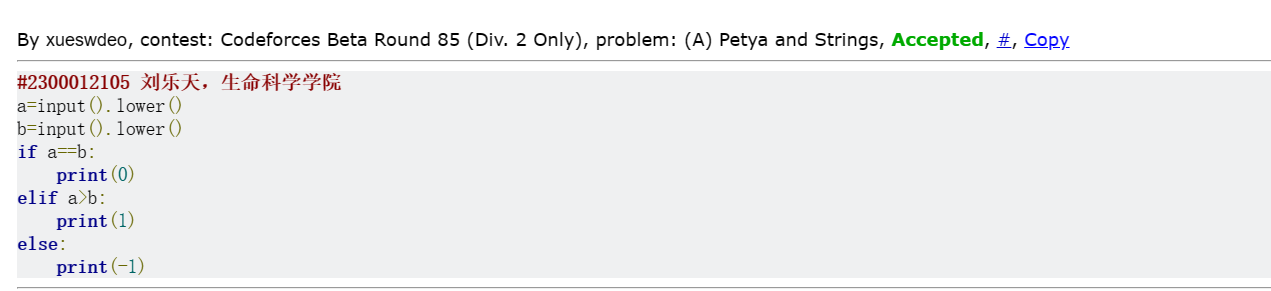 By xueswdeo, contest: Codeforces Beta Round 85 (Div. 2 Only), problem: (A) Petya and Strings, Accepted, #, Copy
#2300012105 刘乐天，生命科学学院
a=input().lower()
b=input().lower()
if a==b:
    print(0)
elif a>b:
    print(1)
else:
    print(-1)